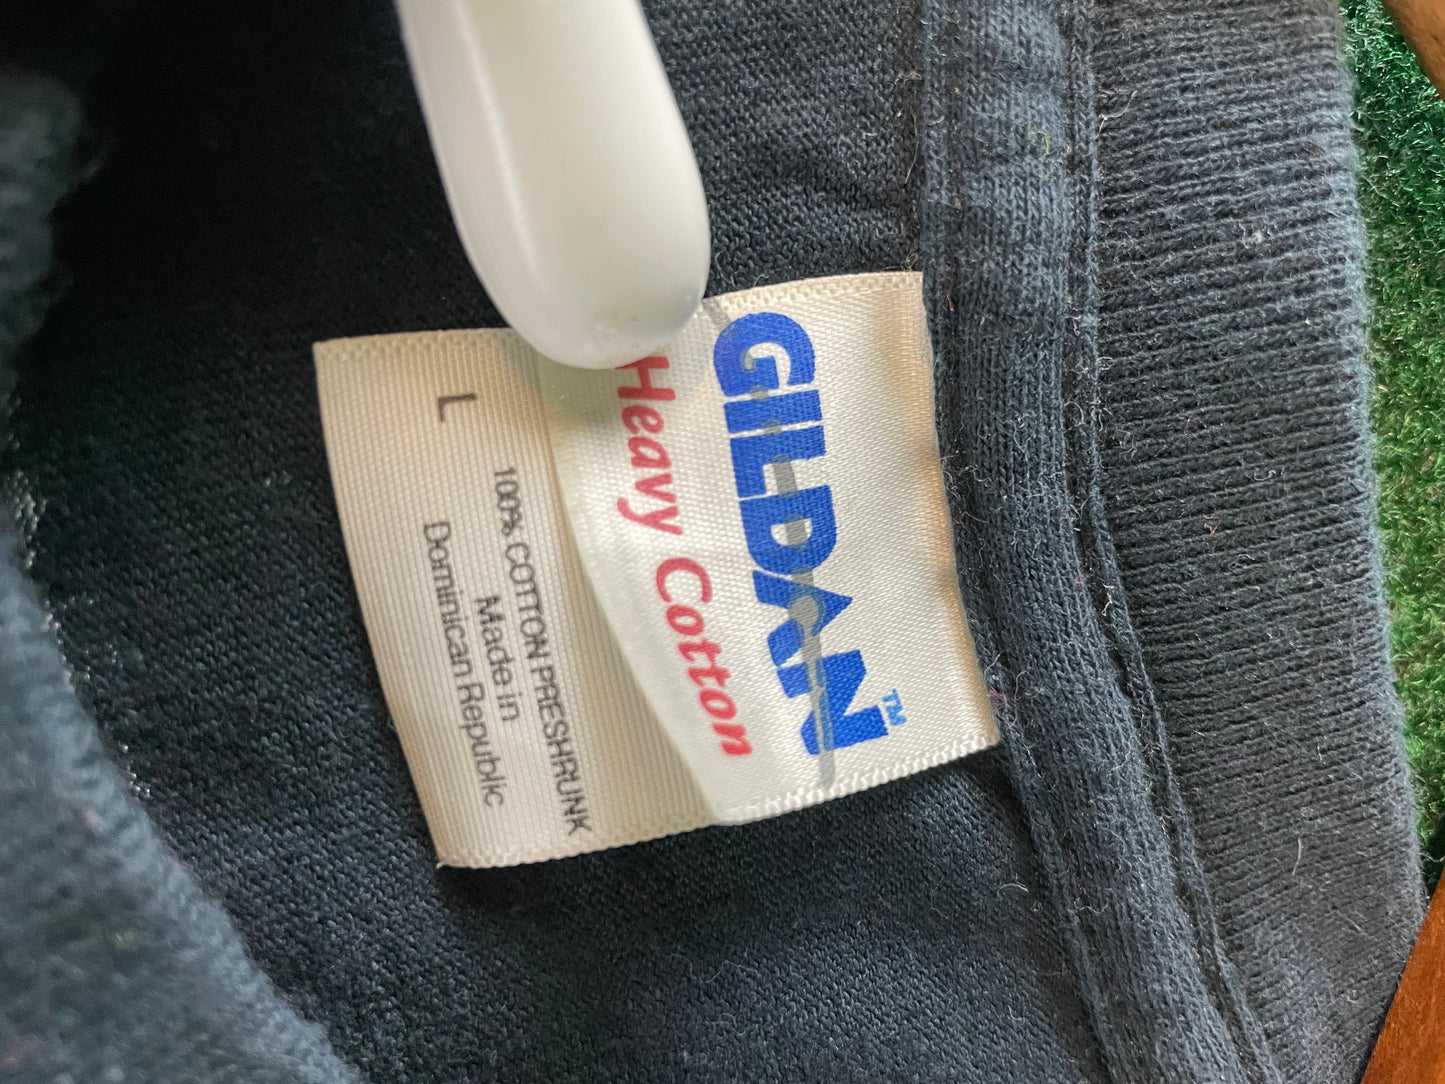 GILDAN™
Heavy Cotton
L
100% COTTON PRESHRUNK
Made in
Dominican Republic